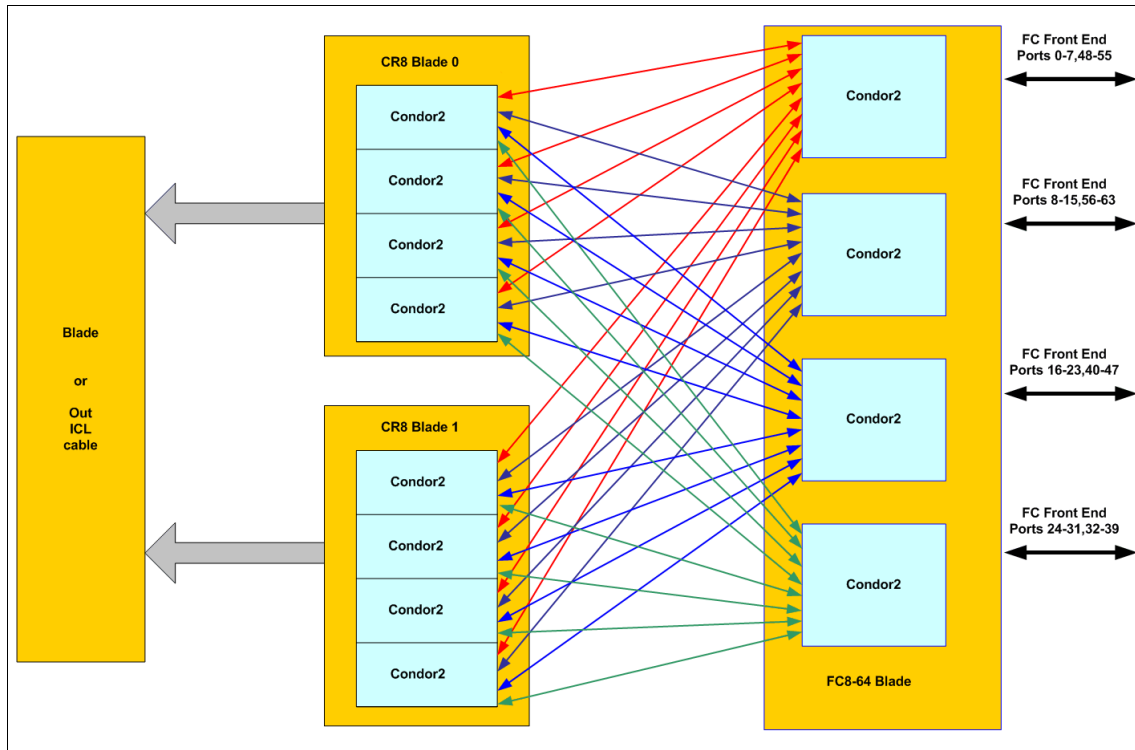 Blade
or
Out
ICL
cable
CR8 Blade 0
Condor2
Condor2
Condor2
Condor2
CR8 Blade 1
Condor2
Condor2
Condor2
Condor2
Condor2
Condor2
Condor2
Condor2
FC8-64 Blade
FC Front End
Ports 0-7,48-55
FC Front End
Ports 8-15,56-63
FC Front End
Ports 16-23,40-47
FC Front End
Ports 24-31,32-39